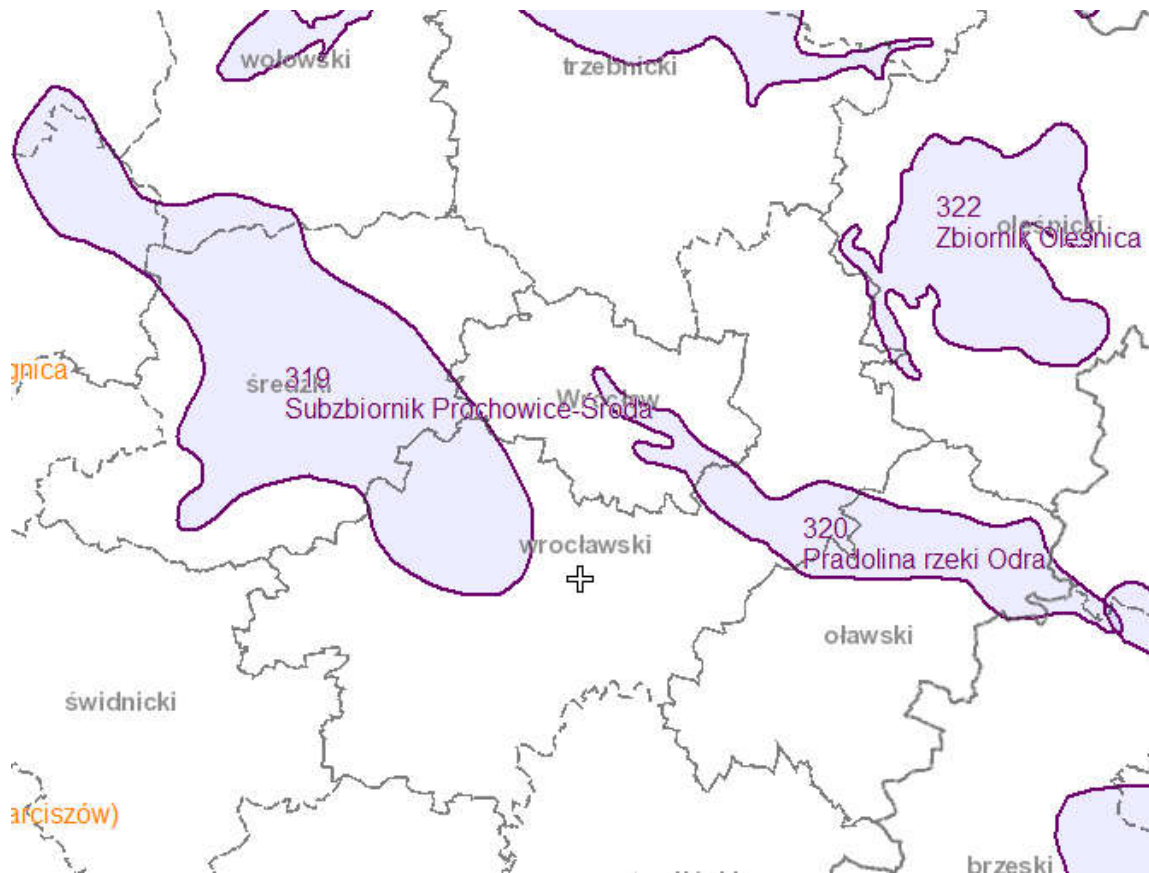 wołowski
trzebnicki
322
oleśnicki
Zbiornik Oleśnica
gnica
średzki
319
Wrocław
Subzbiornik Prochowice-Środa
320
wrocławski
Pradolina rzeki Odra
oławski
świdnicki
arciszów)
brzeski